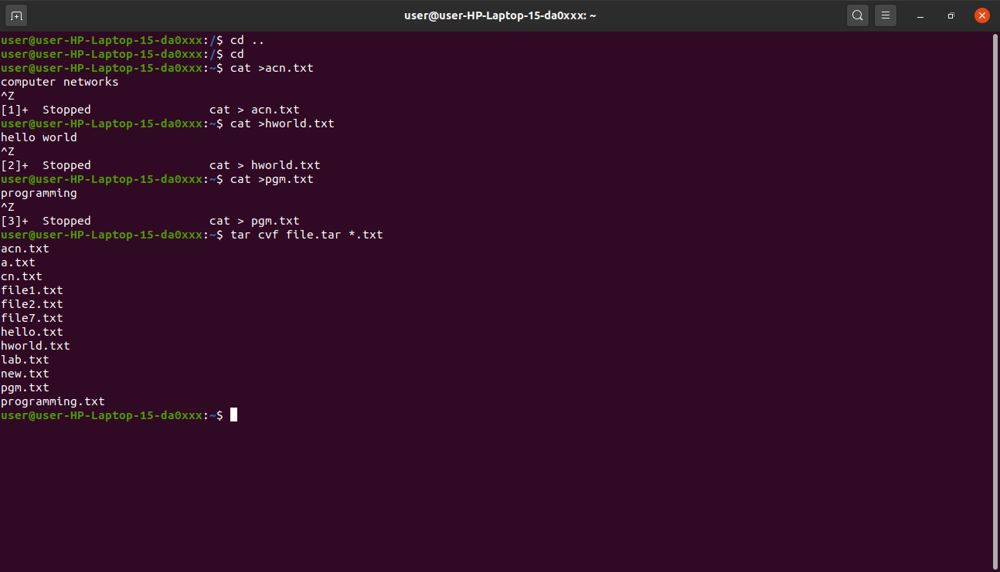 user@user-HP-Laptop-15-da0xxx: ~
user@user-HP-Laptop-15-da0xxx:/$ cd ..
user@user-HP-Laptop-15-da0xxx:/$ cd
user@user-HP-Laptop-15-da0xxx:~$ cat >acn.txt
computer networks
^Z
[1]+  Stopped                 cat > acn.txt
user@user-HP-Laptop-15-da0xxx:~$ cat >hworld.txt
hello world
^Z
[2]+  Stopped                 cat > hworld.txt
user@user-HP-Laptop-15-da0xxx:~$ cat >pgm.txt
programming
^Z
[3]+  Stopped                 cat > pgm.txt
user@user-HP-Laptop-15-da0xxx:~$ tar cvf file.tar *.txt
acn.txt
a.txt
cn.txt
file1.txt
file2.txt
file7.txt
hello.txt
hworld.txt
lab.txt
new.txt
pgm.txt
programming.txt
user@user-HP-Laptop-15-da0xxx:~$